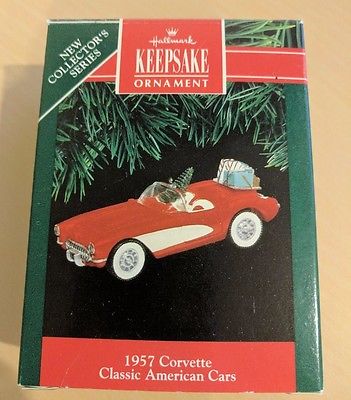 NEW
COLLECTOR'S
SERIES
Hallmark
KEEPSAKE
ORNAMENT
1957 Corvette
Classic American Cars